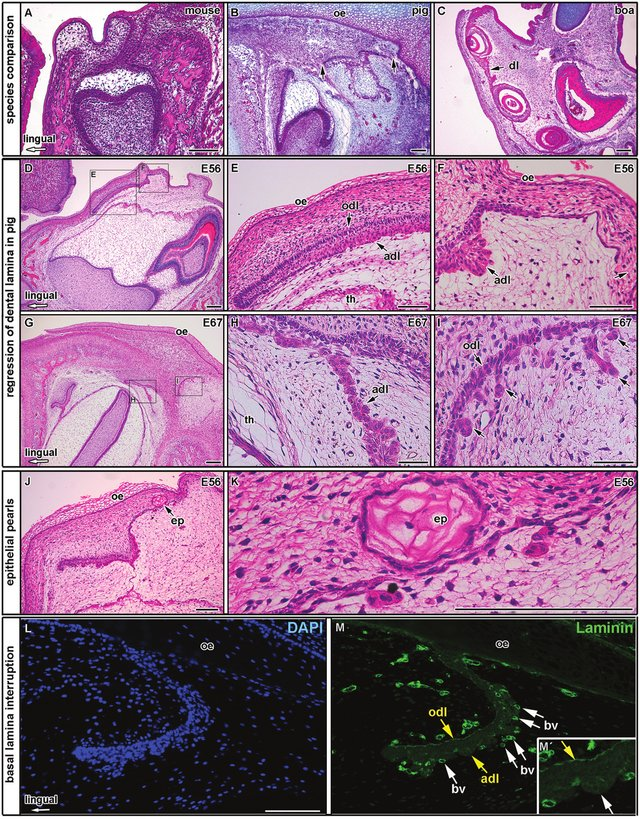 species comparison
A
mouse
lingual
B
oe
pig
C
boa
dl
regression of dental lamina in pig
D
E56
E
F
lingual
E
E56
oe
odl
adl
th
F
E56
oe
adl
G
E67
oe
H
I
lingual
H
E67
adl
th
I
E67
odl
epithelial pearls
J
E56
oe
ep
K
E56
ep
basal lamina interruption
L
DAPI
oe
lingual
M
Laminin
oe
odl
adl
bv
bv
bv
bv
M´